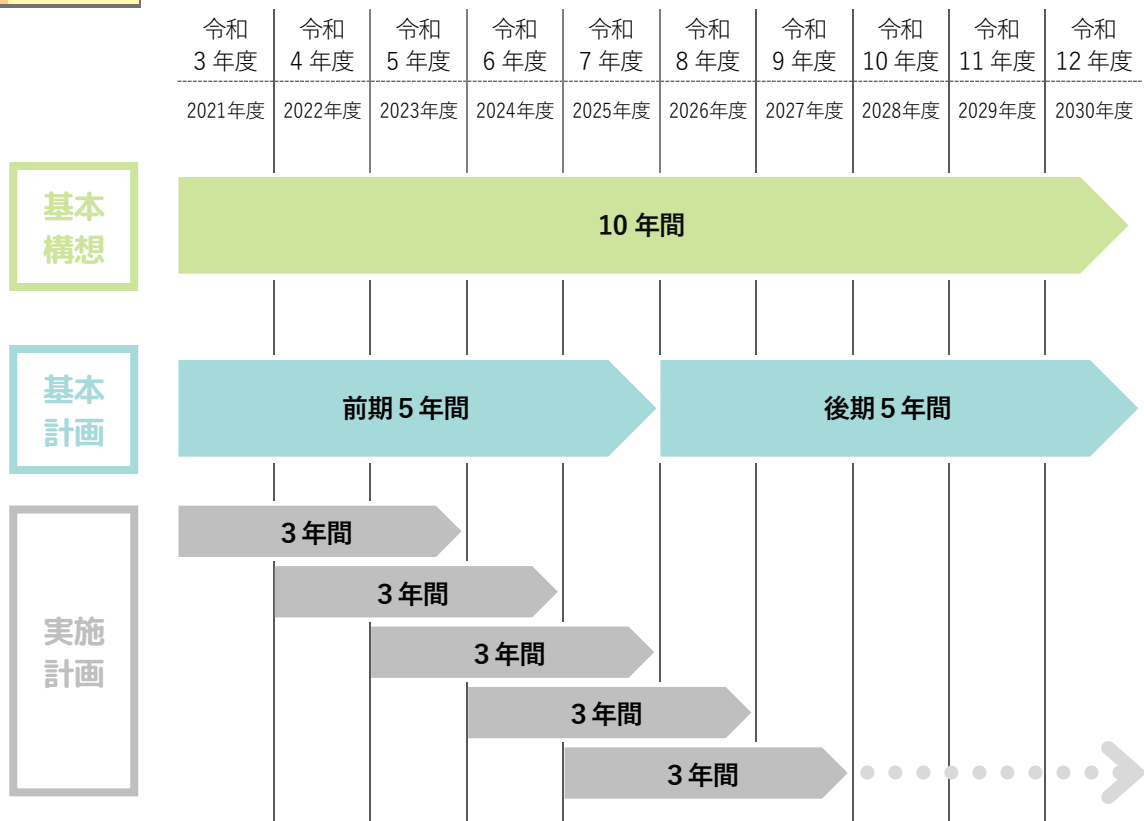 令和 令和 令和 令和 令和 令和 令和 令和 令和 令和
3 年度 4 年度 5 年度 6 年度 7 年度 8 年度 9 年度 10 年度 11 年度 12 年度
2021年度 2022年度 2023年度 2024年度 2025年度 2026年度 2027年度 2028年度 2029年度 2030年度
基本
構想
10 年間
基本
計画
前期５年間
後期５年間
実施
計画
３年間
３年間
３年間
３年間
３年間